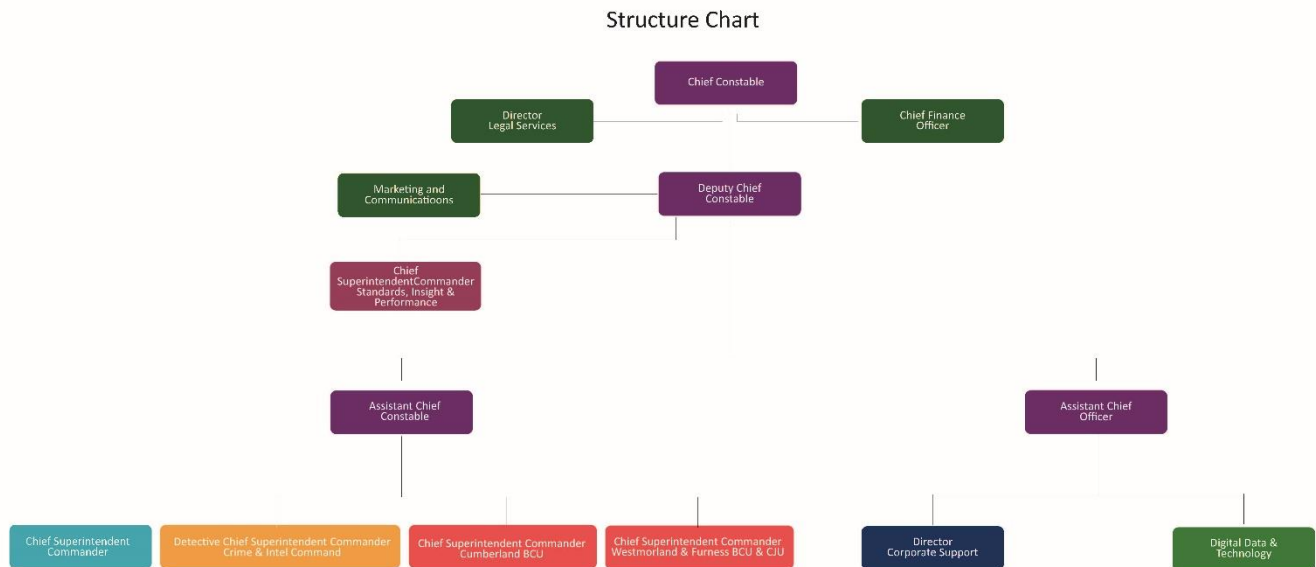 Structure Chart
Chief Constable
Director
Legal Services
Chief Finance
Officer
Marketing and
Communicatioons
Deputy Chief
Constable
Chief
SuperintendentCommander
Standards, Insight &
Performance
Assistant Chief
Constable
Assistant Chief
Officer
Chief Superintendent
Commander
Detective Chief Superintendent Commander
Crime & Intel Command
Chief Superintendent Commander
Cumberland BCU
Chief Superintendent Commander
Westmorland & Furness BCU & CJU
Director
Corporate Support
Digital Data &
Technology